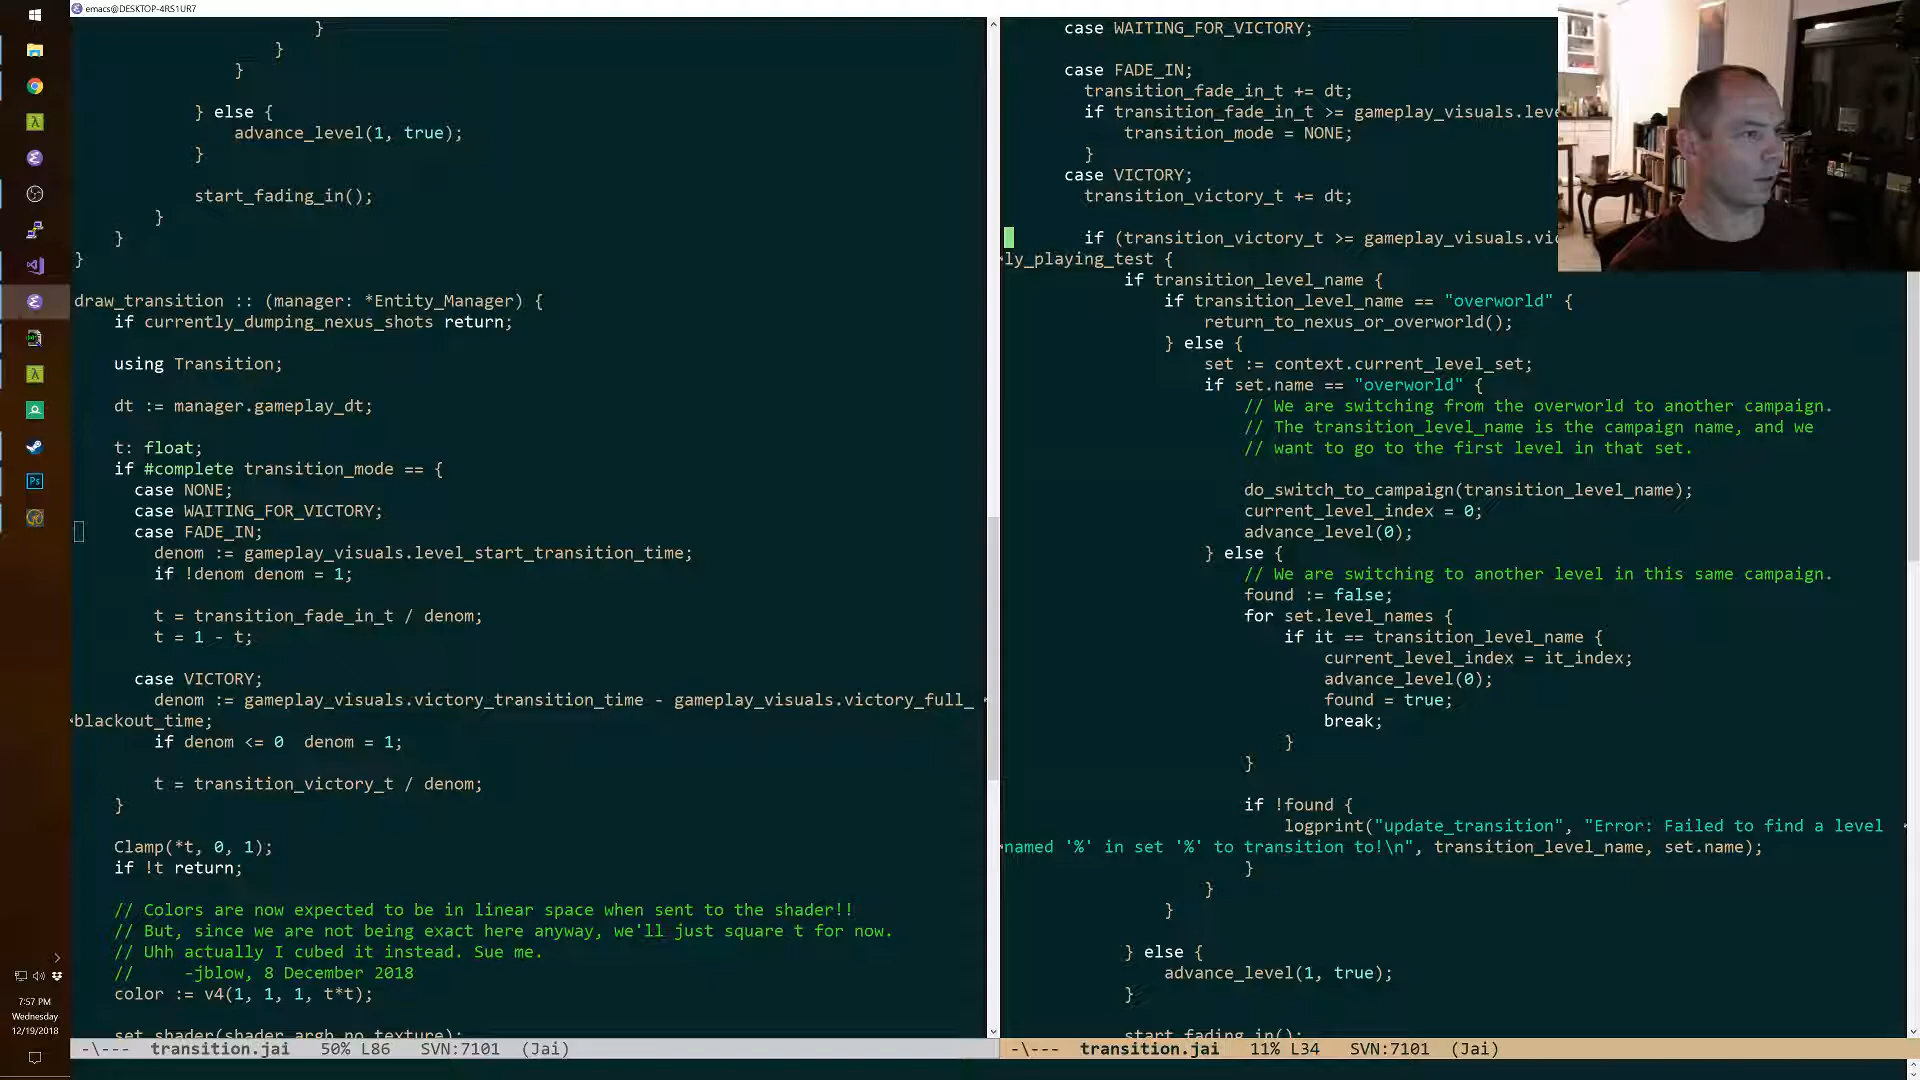 emacs@DESKTOP-4RS1UR7
}
}
}
} else {
advance_level(1, true);
}
start_fading_in();
}
}
}
draw_transition :: (manager: *Entity_Manager) {
if currently_dumping_nexus_shots return;
using Transition;
dt := manager.gameplay_dt;
t: float;
if #complete transition_mode == {
case NONE;
case WAITING_FOR_VICTORY;
case FADE_IN;
denom := gameplay_visuals.level_start_transition_time;
if !denom denom = 1;
t = transition_fade_in_t / denom;
t = 1 - t;
case VICTORY;
denom := gameplay_visuals.victory_transition_time - gameplay_visuals.victory_full_
blackout_time;
if denom <= 0  denom = 1;
t = transition_victory_t / denom;
}
Clamp(*t, 0, 1);
if !t return;
// Colors are now expected to be in linear space when sent to the shader!!
// But, since we are not being exact here anyway, we'll just square t for now.
// Uhh actually I cubed it instead. Sue me.
//     -jblow, 8 December 2018
color := v4(1, 1, 1, t*t);
set_shader(shader_argb_no_texture);
-\---  transition.jai   50% L86   SVN:7101  (Jai)
case WAITING_FOR_VICTORY;
case FADE_IN;
transition_fade_in_t += dt;
if transition_fade_in_t >= gameplay_visuals.leve
transition_mode = NONE;
}
case VICTORY;
transition_victory_t += dt;
if (transition_victory_t >= gameplay_visuals.vic
ly_playing_test {
if transition_level_name {
if transition_level_name == "overworld" {
return_to_nexus_or_overworld();
} else {
set := context.current_level_set;
if set.name == "overworld" {
// We are switching from the overworld to another campaign.
// The transition_level_name is the campaign name, and we
// want to go to the first level in that set.
do_switch_to_campaign(transition_level_name);
current_level_index = 0;
advance_level(0);
} else {
// We are switching to another level in this same campaign.
found := false;
for set.level_names {
if it == transition_level_name {
current_level_index = it_index;
advance_level(0);
found = true;
break;
}
}
if !found {
logprint("update_transition", "Error: Failed to find a level
named '%' in set '%' to transition to!\n", transition_level_name, set.name);
}
}
}
} else {
advance_level(1, true);
}
start_fading_in();
-\---  transition.jai   11% L34   SVN:7101  (Jai)
7:57 PM
Wednesday
12/19/2018